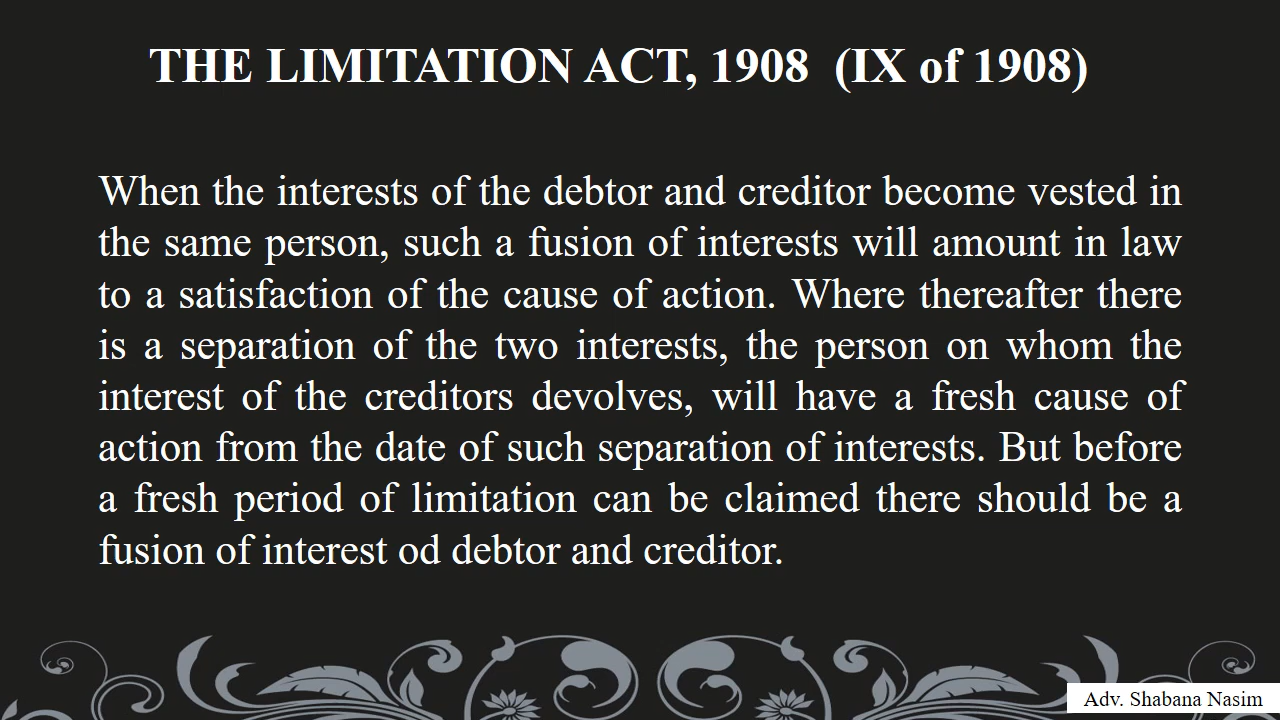 THE LIMITATION ACT, 1908  (IX of 1908)
When the interests of the debtor and creditor become vested in
the same person, such a fusion of interests will amount in law
to a satisfaction of the cause of action. Where thereafter there
is a separation of the two interests, the person on whom the
interest of the creditors devolves, will have a fresh cause of
action from the date of such separation of interests. But before
a fresh period of limitation can be claimed there should be a
fusion of interest od debtor and creditor.
Adv. Shabana Nasim